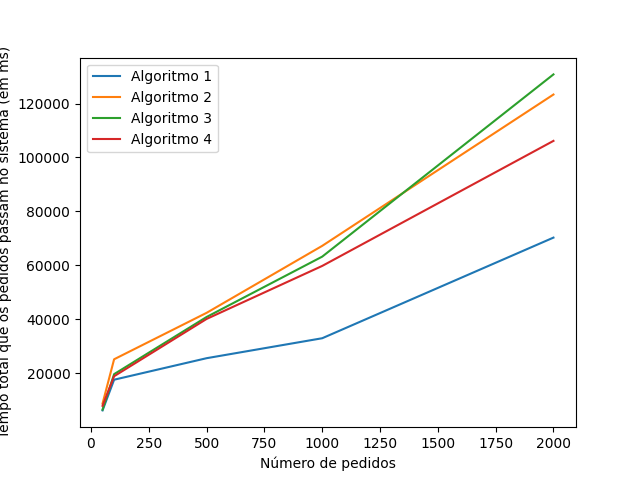 Algoritmo 1
Algoritmo 2
Algoritmo 3
Algoritmo 4
Tempo total que os pedidos passam no sistema (em ms)
120000
100000
80000
60000
40000
20000
0 250 500 750 1000 1250 1500 1750 2000
Número de pedidos